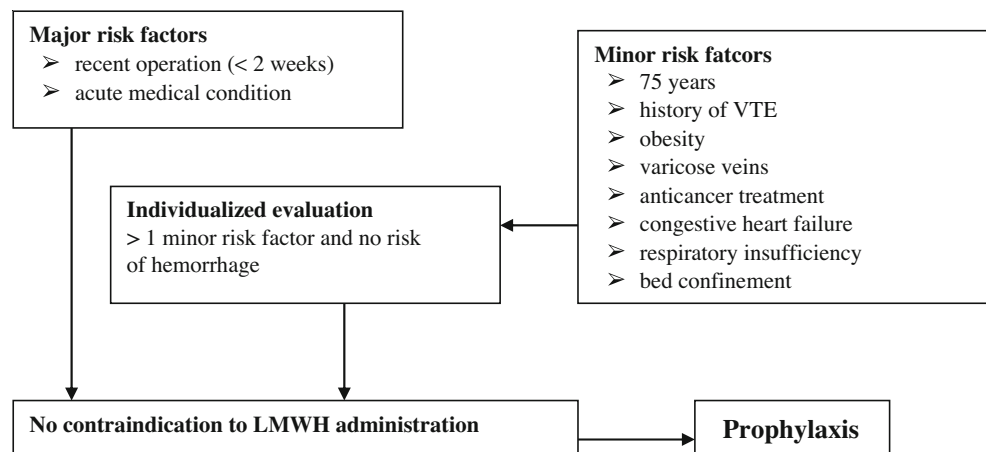 Major risk factors
➢ recent operation (< 2 weeks)
➢ acute medical condition
Minor risk fatcors
➢ 75 years
➢ history of VTE
➢ obesity
➢ varicose veins
➢ anticancer treatment
➢ congestive heart failure
➢ respiratory insufficiency
➢ bed confinement
Individualized evaluation
> 1 minor risk factor and no risk
of hemorrhage
No contraindication to LMWH administration
Prophylaxis